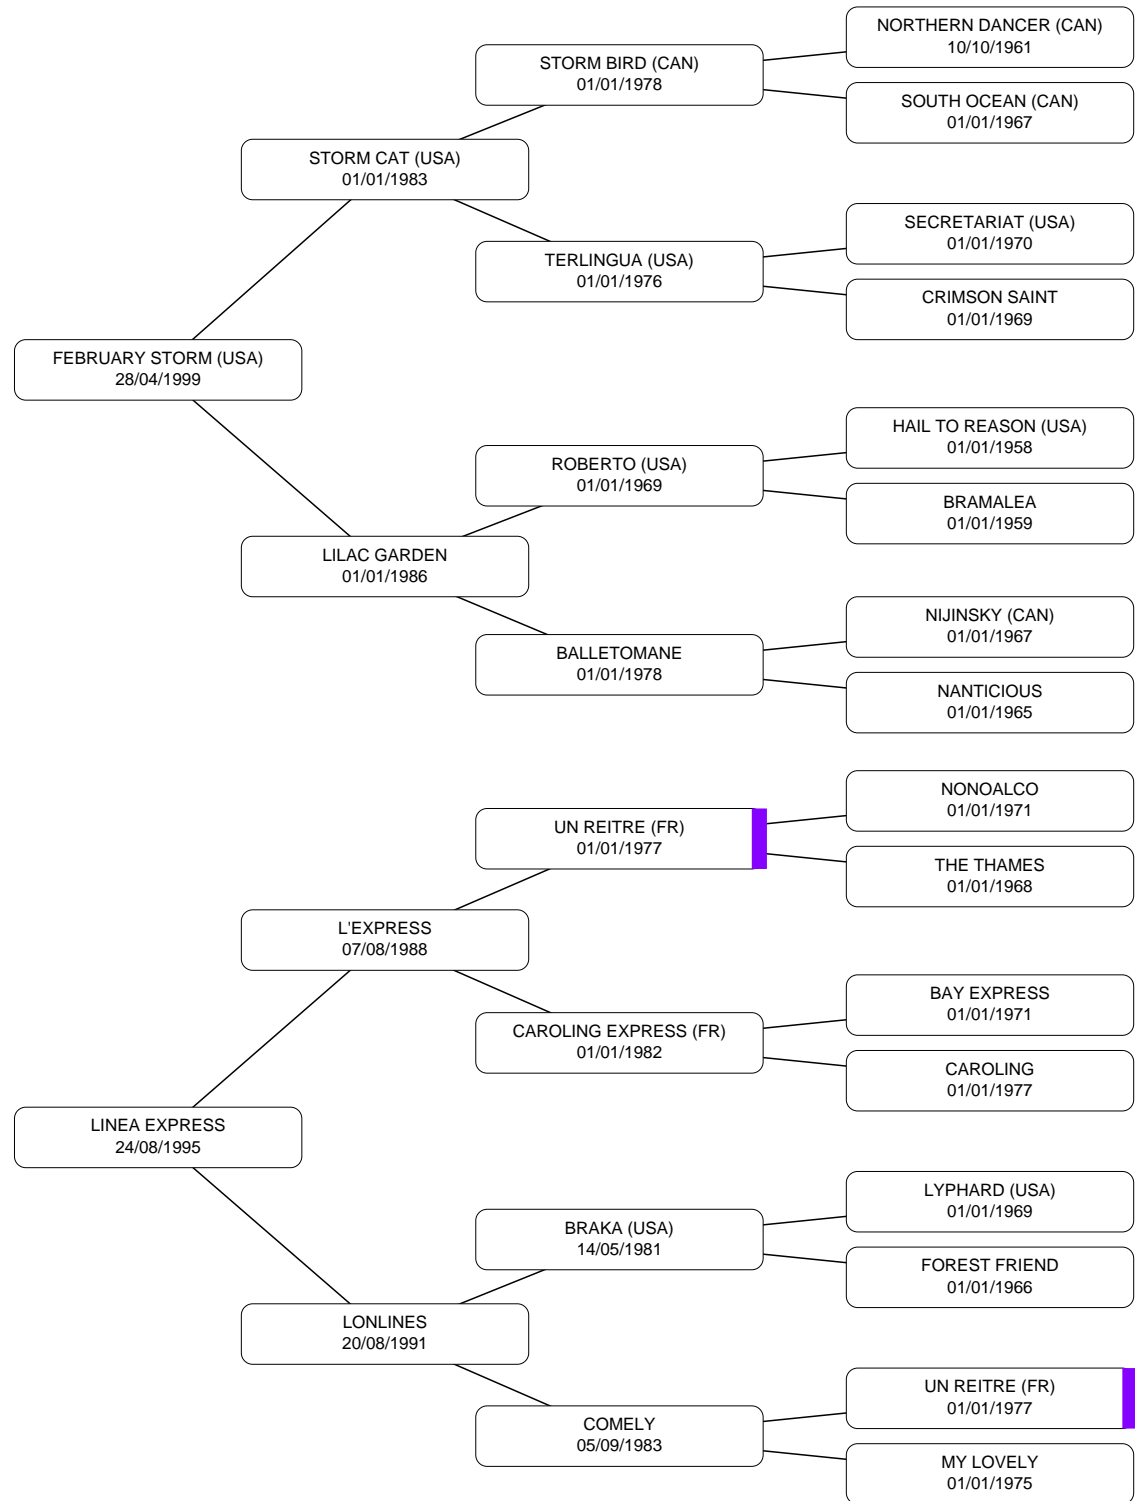 NORTHERN DANCER (CAN)
10/10/1961
STORM BIRD (CAN)
01/01/1978
SOUTH OCEAN (CAN)
01/01/1967
STORM CAT (USA)
01/01/1983
SECRETARIAT (USA)
01/01/1970
TERLINGUA (USA)
01/01/1976
CRIMSON SAINT
01/01/1969
FEBRUARY STORM (USA)
28/04/1999
HAIL TO REASON (USA)
01/01/1958
ROBERTO (USA)
01/01/1969
BRAMALEA
01/01/1959
LILAC GARDEN
01/01/1986
NIJINSKY (CAN)
01/01/1967
BALLETOMANE
01/01/1978
NANTICIOUS
01/01/1965
NONOALCO
01/01/1971
UN REITRE (FR)
01/01/1977
THE THAMES
01/01/1968
L'EXPRESS
07/08/1988
BAY EXPRESS
01/01/1971
CAROLING EXPRESS (FR)
01/01/1982
CAROLING
01/01/1977
LINEA EXPRESS
24/08/1995
LYPHARD (USA)
01/01/1969
BRAKA (USA)
14/05/1981
FOREST FRIEND
01/01/1966
LONLINES
20/08/1991
UN REITRE (FR)
01/01/1977
COMELY
05/09/1983
MY LOVELY
01/01/1975